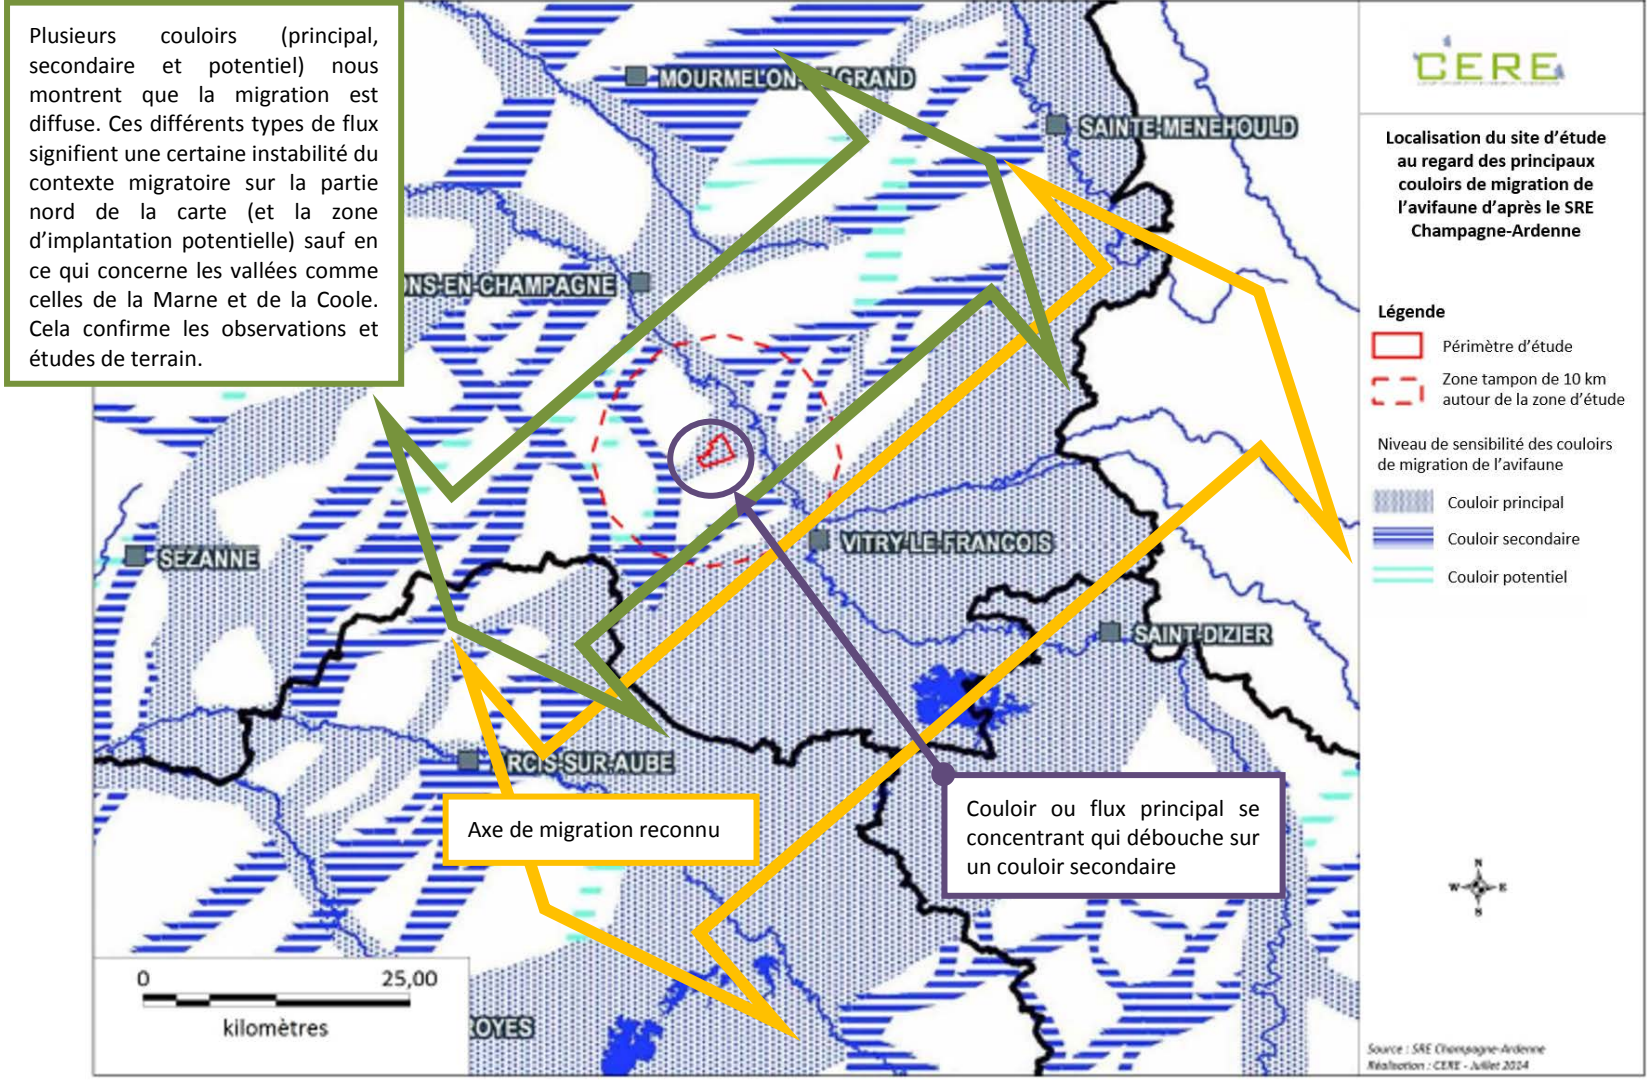 Plusieurs couloirs (principal,
secondaire et potentiel) nous
montrent que la migration est
diffuse. Ces différents types de flux
signifient une certaine instabilité du
contexte migratoire sur la partie
nord de la carte (et la zone
d'implantation potentielle) sauf en
ce qui concerne les vallées comme
celles de la Marne et de la Coole.
Cela confirme les observations et
études de terrain.
MOURMELON-LE-GRAND
SAINTE-MENEHOULD
ONS-EN-CHAMPAGNE
SEZANNE
VITRY-LE-FRANCOIS
SAINT-DIZIER
ARCIS-SUR-AUBE
Axe de migration reconnu
Couloir ou flux principal se
concentrant qui débouche sur
un couloir secondaire
0 25,00
kilomètres
ROYES
CERE
Localisation du site d'étude
au regard des principaux
couloirs de migration de
l'avifaune d'après le SRE
Champagne-Ardenne
Légende
Périmètre d'étude
Zone tampon de 10 km
autour de la zone d'étude
Niveau de sensibilité des couloirs
de migration de l'avifaune
Couloir principal
Couloir secondaire
Couloir potentiel
N
W E
S
Source : SRE Champagne-Ardenne
Réalisation : CERE - Juillet 2014